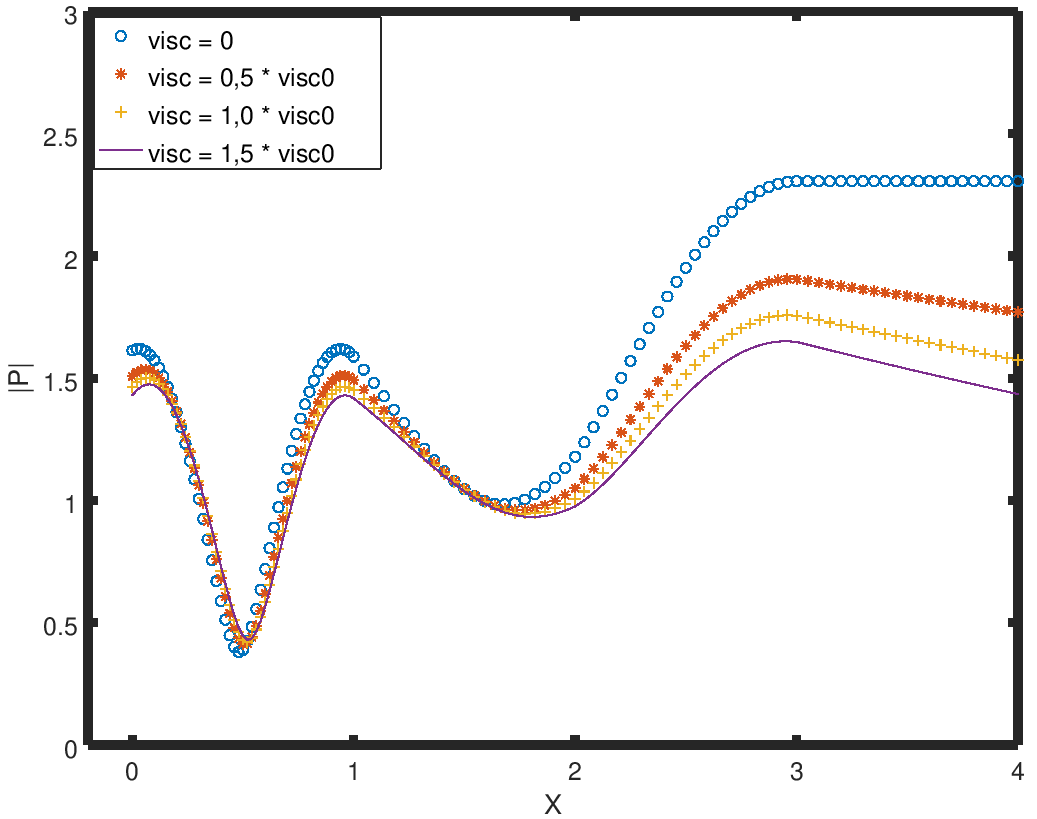 3
2.5
2
1.5
1
0.5
0
|P|
visc = 0
visc = 0,5 * visc0
visc = 1,0 * visc0
visc = 1,5 * visc0
0 1 2 3 4
X